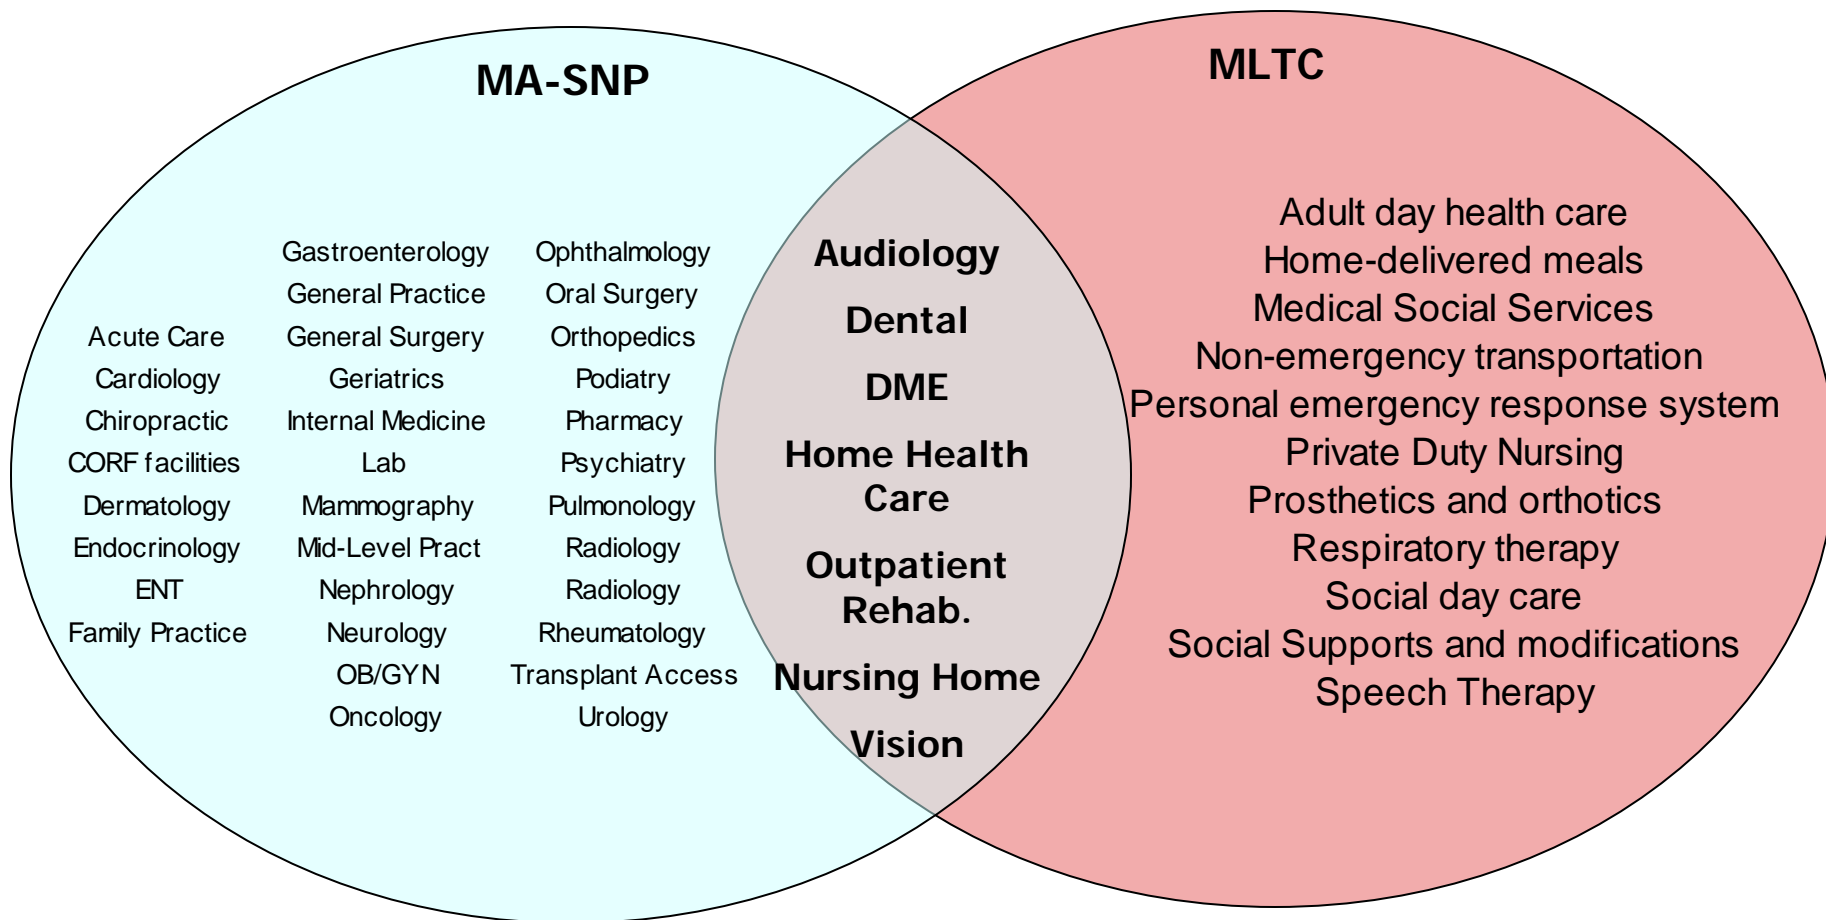 MA-SNP
Acute Care
Cardiology
Chiropractic
CORF facilities
Dermatology
Endocrinology
ENT
Family Practice
Gastroenterology
General Practice
General Surgery
Geriatrics
Internal Medicine
Lab
Mammography
Mid-Level Pract
Nephrology
Neurology
OB/GYN
Oncology
Ophthalmology
Oral Surgery
Orthopedics
Podiatry
Pharmacy
Psychiatry
Pulmonology
Radiology
Radiology
Rheumatology
Transplant Access
Urology
Audiology
Dental
DME
Home Health
Care
Outpatient
Rehab.
Nursing Home
Vision
MLTC
Adult day health care
Home-delivered meals
Medical Social Services
Non-emergency transportation
Personal emergency response system
Private Duty Nursing
Prosthetics and orthotics
Respiratory therapy
Social day care
Social Supports and modifications
Speech Therapy